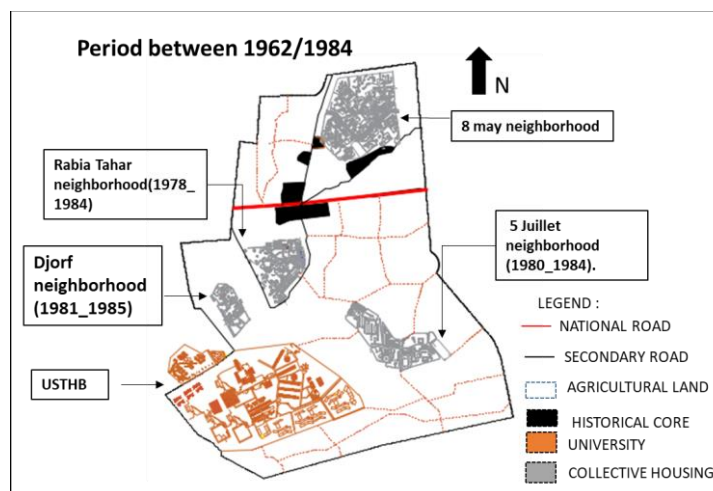 Period between 1962/1984
N
8 may neighborhood
Rabia Tahar
neighborhood(1978_
1984)
5 Juillet
neighborhood
(1980_1984).
Djorf
neighborhood
(1981_1985)
USTHB
LEGEND :
NATIONAL ROAD
SECONDARY ROAD
AGRICULTURAL LAND
HISTORICAL CORE
UNIVERSITY
COLLECTIVE HOUSING